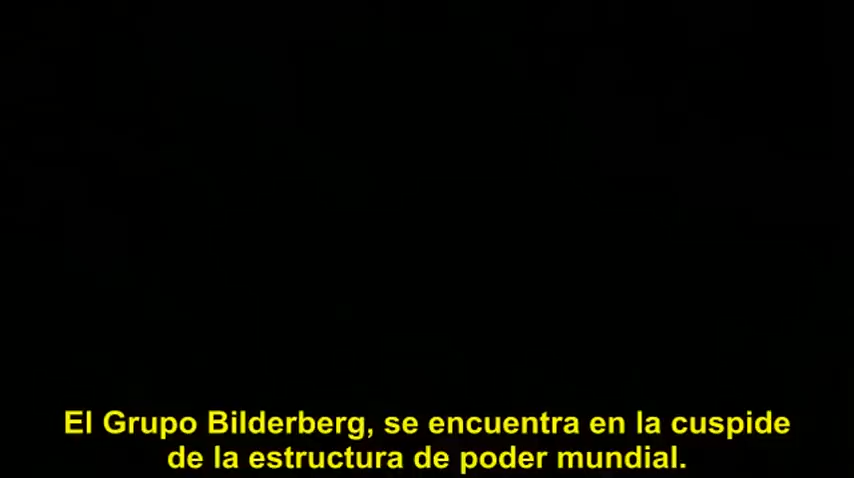 El Grupo Bilderberg, se encuentra en la cuspide
de la estructura de poder mundial.